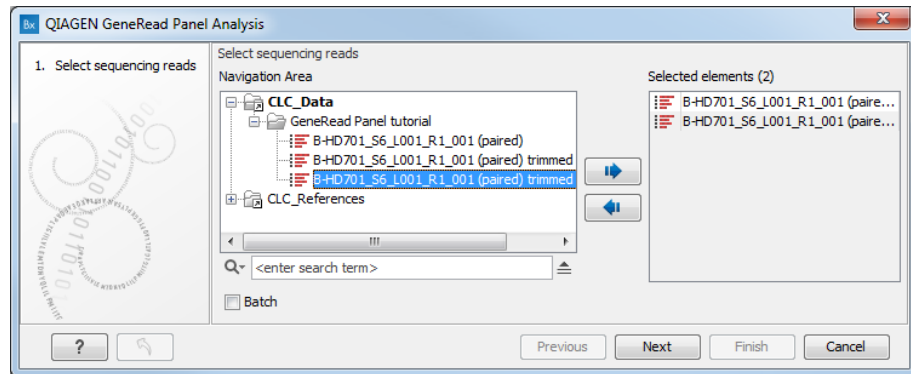 Bx QIAGEN GeneRead Panel Analysis
x
1. Select sequencing reads
Select sequencing reads
Navigation Area
CLC_Data
GeneRead Panel tutorial
B-HD701_S6_L001_R1_001 (paired)
B-HD701_S6_L001_R1_001 (paired) trimmed
B-HD701_S6_L001_R1_001 (paired) trimmed
CLC_References
<enter search term>
Batch
Selected elements (2)
B-HD701_S6_L001_R1_001 (paire...
B-HD701_S6_L001_R1_001 (paire...
?
Previous
Next
Finish
Cancel